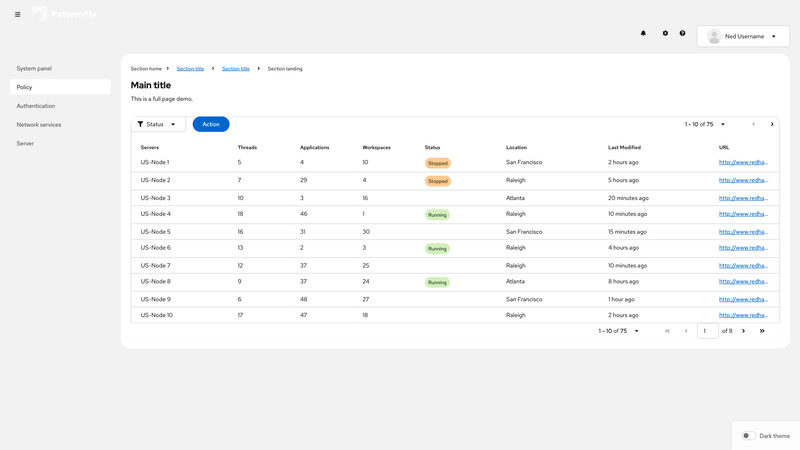 PatternFly
Ned Username
System panel
Policy
Authentication
Network services
Server
Section home Section title Section title Section landing
Main title
This is a full page demo.
Status Action 1 - 10 of 75
Servers Threads Applications Workspaces Status Location Last Modified URL
US-Node 1 5 4 10 Stopped San Francisco 2 hours ago http://www.redha...
US-Node 2 7 29 4 Stopped Raleigh 5 hours ago http://www.redha...
US-Node 3 10 3 16 Atlanta 20 minutes ago http://www.redha...
US-Node 4 18 46 1 Running Raleigh 10 minutes ago http://www.redha...
US-Node 5 16 31 30 San Francisco 15 minutes ago http://www.redha...
US-Node 6 13 2 3 Running Raleigh 4 hours ago http://www.redha...
US-Node 7 12 37 25 Raleigh 10 minutes ago http://www.redha...
US-Node 8 9 37 24 Running Atlanta 8 hours ago http://www.redha...
US-Node 9 6 48 27 San Francisco 1 hour ago http://www.redha...
US-Node 10 17 47 18 Raleigh 2 hours ago http://www.redha...
1 - 10 of 75 1 of 8
Dark theme